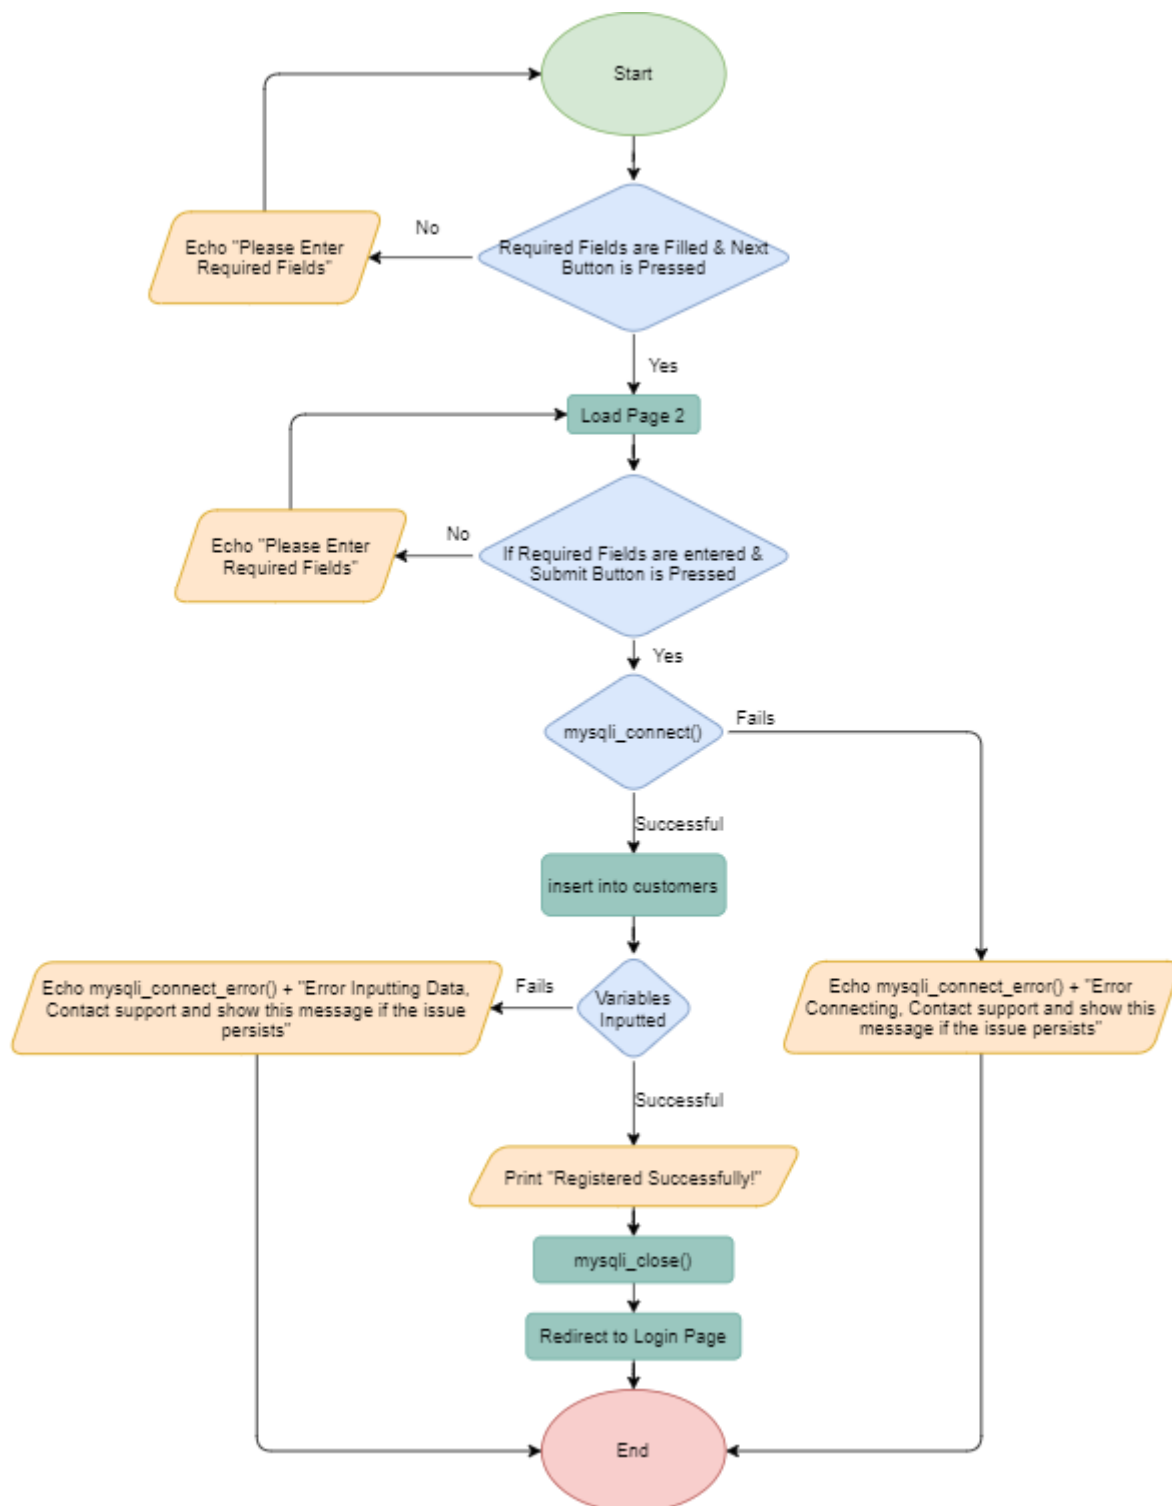 Start
No
Echo "Please Enter
Required Fields"
Required Fields are Filled & Next
Button is Pressed
Yes
Load Page 2
No
Echo "Please Enter
Required Fields"
If Required Fields are entered &
Submit Button is Pressed
Yes
mysqli_connect()
Fails
Successful
insert into customers
Echo mysqli_connect_error() + "Error Inputting Data,
Contact support and show this message if the issue
persists"
Fails
Variables
Inputted
Echo mysqli_connect_error() + "Error
Connecting, Contact support and show this
message if the issue persists"
Successful
Print "Registered Successfully!"
mysqli_close()
Redirect to Login Page
End